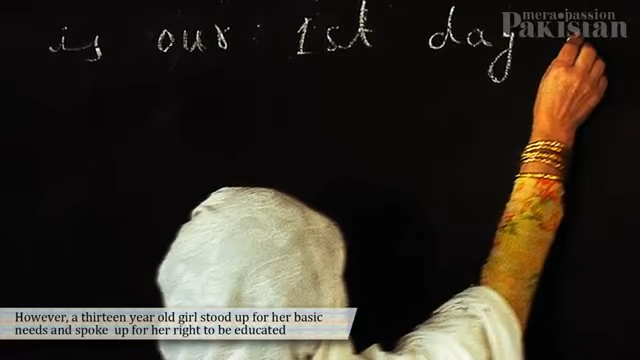 mera passion
Pakistan
is our 1st day
However, a thirteen year old girl stood up for her basic
needs and spoke up for her right to be educated